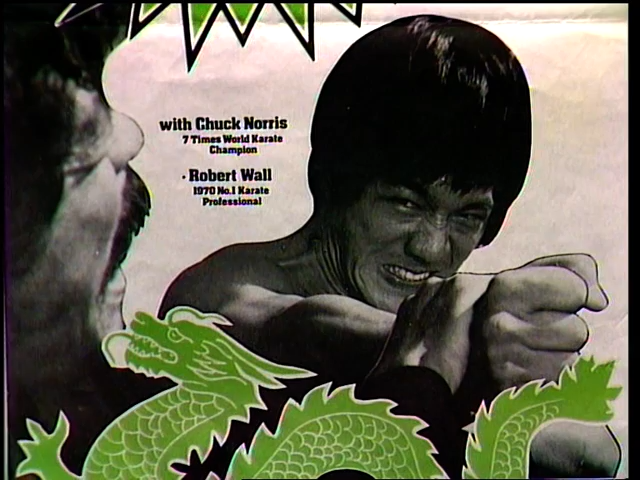 with Chuck Norris
7 Times World Karate
Champion
· Robert Wall
1970 No.1 Karate
Professional